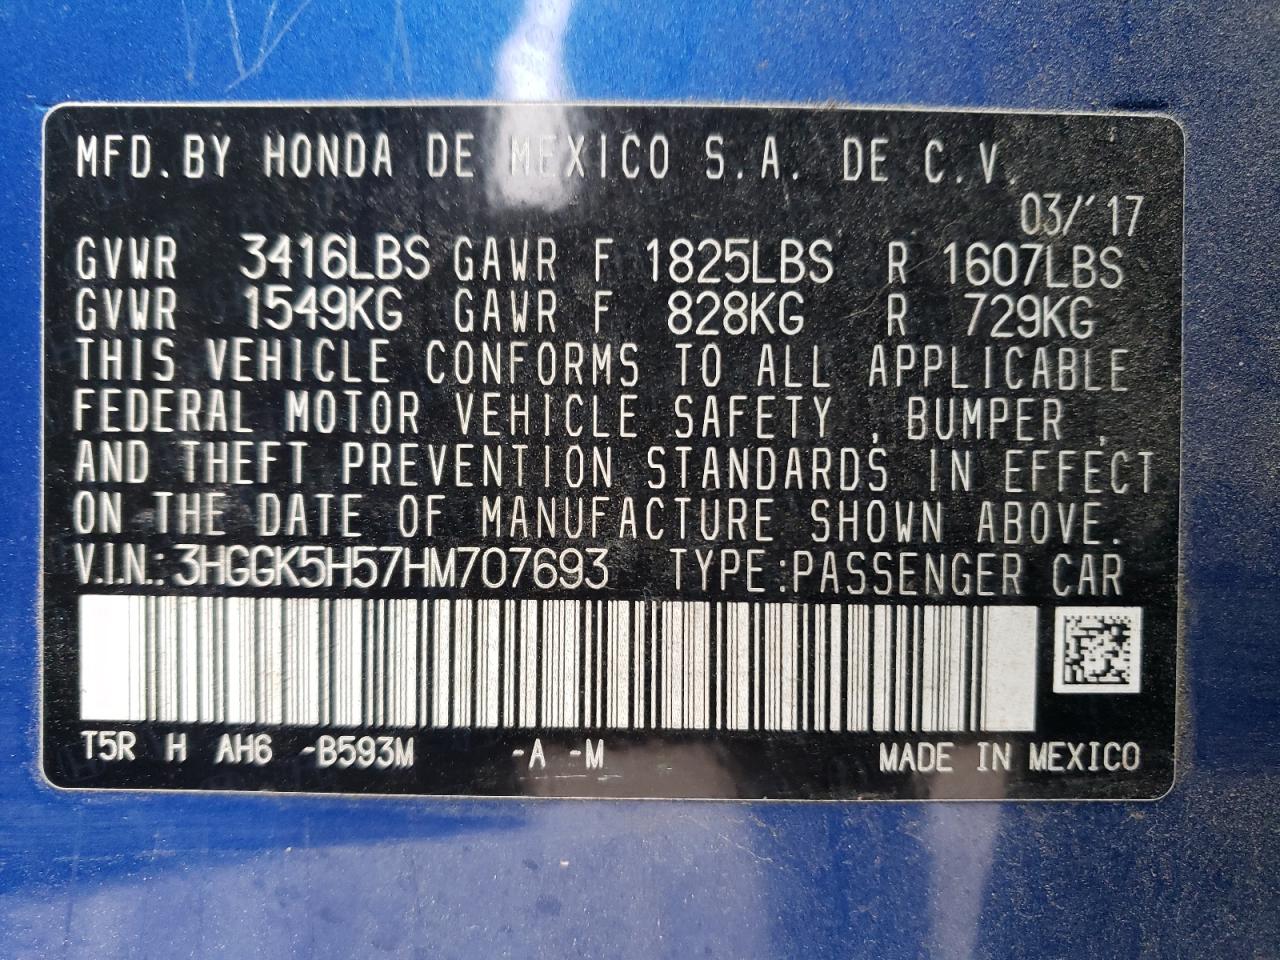 MFD.BY HONDA DE MEXICO S.A. DE C.V.
03/'17
GVWR 3416LBS GAWR F 1825LBS R 1607LBS
GVWR 1549KG GAWR F 828KG R 729KG
THIS VEHICLE CONFORMS TO ALL APPLICABLE
FEDERAL MOTOR VEHICLE SAFETY , BUMPER ,
AND THEFT PREVENTION STANDARDS IN EFFECT
ON THE DATE OF MANUFACTURE SHOWN ABOVE.
V.I.N.: 3HGGK5H57HM707693 TYPE:PASSENGER CAR
T5R H AH6 -B593M -A -M MADE IN MEXICO